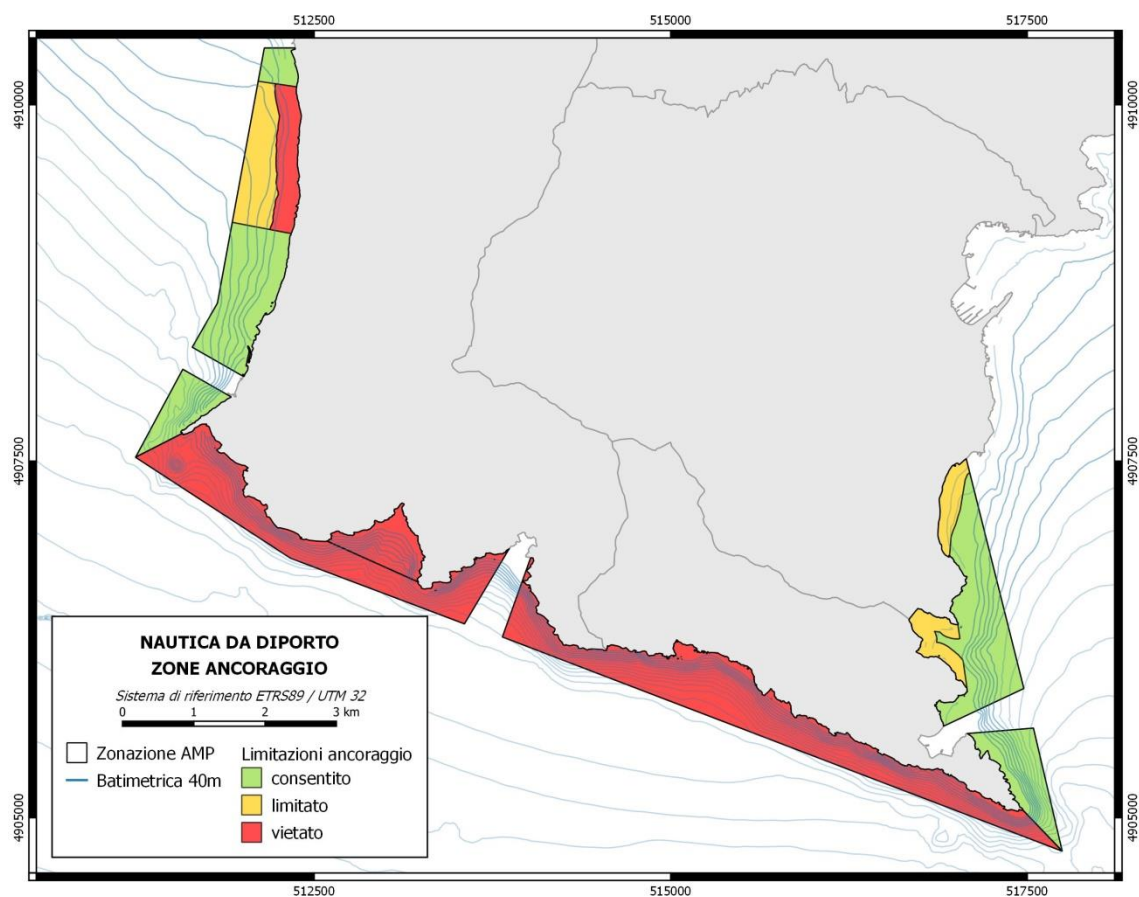 512500 515000 517500
4910000 4910000
4907500 4907500
NAUTICA DA DIPORTO
ZONE ANCORAGGIO
Sistema di riferimento ETRS89 / UTM 32
0 1 2 3 km
Zonazione AMP
Batimetrica 40m
Limitazioni ancoraggio
consentito
limitato
vietato
4905000 4905000
512500 515000 517500